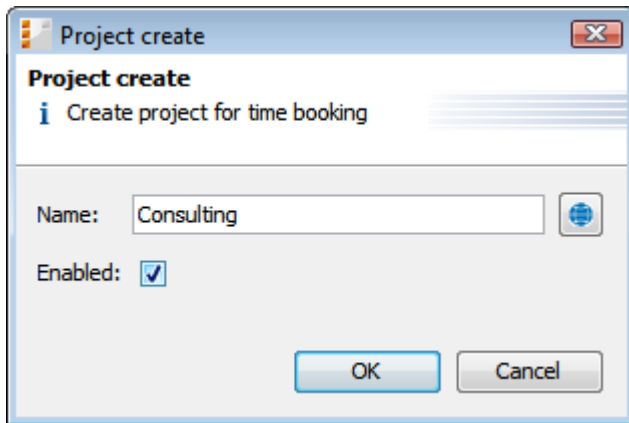 Project create
Project create
i Create project for time booking
Name: Consulting
Enabled:
OK Cancel